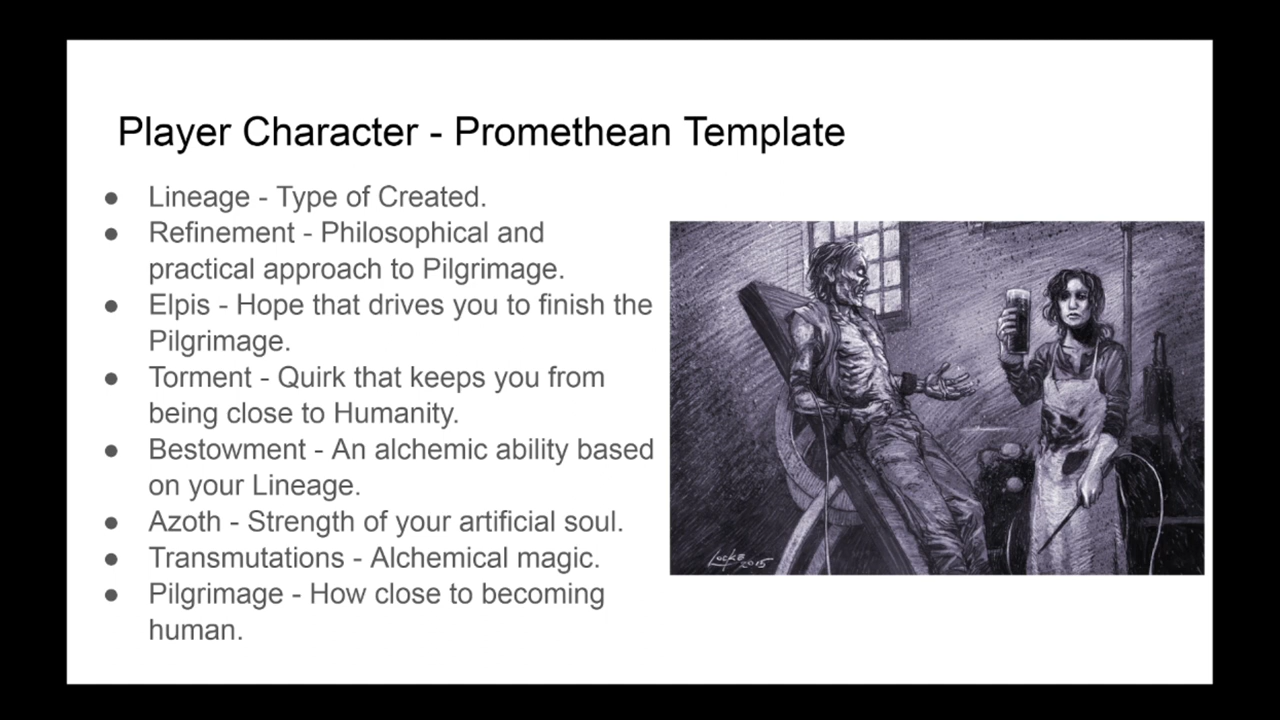 Player Character - Promethean Template
● Lineage - Type of Created.
● Refinement - Philosophical and
practical approach to Pilgrimage.
● Elpis - Hope that drives you to finish the
Pilgrimage.
● Torment - Quirk that keeps you from
being close to Humanity.
● Bestowment - An alchemic ability based
on your Lineage.
● Azoth - Strength of your artificial soul.
● Transmutations - Alchemical magic.
● Pilgrimage - How close to becoming
human.
Locke
2015